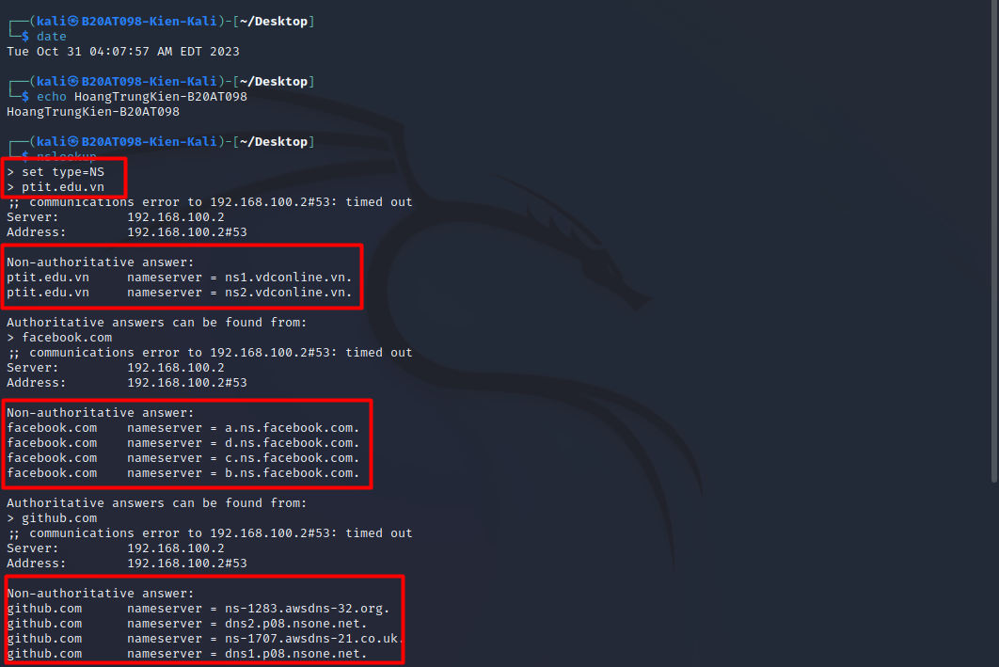 ┌──(kali㉿B20AT098-Kien-Kali)-[~/Desktop]
└─$ date
Tue Oct 31 04:07:57 AM EDT 2023
┌──(kali㉿B20AT098-Kien-Kali)-[~/Desktop]
└─$ echo HoangTrungKien-B20AT098
HoangTrungKien-B20AT098
┌──(kali㉿B20AT098-Kien-Kali)-[~/Desktop]
└─$ nslookup
> set type=NS
> ptit.edu.vn
;; communications error to 192.168.100.2#53: timed out
Server: 192.168.100.2
Address: 192.168.100.2#53
Non-authoritative answer:
ptit.edu.vn nameserver = ns1.vdconline.vn.
ptit.edu.vn nameserver = ns2.vdconline.vn.
Authoritative answers can be found from:
> facebook.com
;; communications error to 192.168.100.2#53: timed out
Server: 192.168.100.2
Address: 192.168.100.2#53
Non-authoritative answer:
facebook.com nameserver = a.ns.facebook.com.
facebook.com nameserver = d.ns.facebook.com.
facebook.com nameserver = c.ns.facebook.com.
facebook.com nameserver = b.ns.facebook.com.
Authoritative answers can be found from:
> github.com
;; communications error to 192.168.100.2#53: timed out
Server: 192.168.100.2
Address: 192.168.100.2#53
Non-authoritative answer:
github.com nameserver = ns-1283.awsdns-32.org.
github.com nameserver = dns2.p08.nsone.net.
github.com nameserver = ns-1707.awsdns-21.co.uk.
github.com nameserver = dns1.p08.nsone.net.